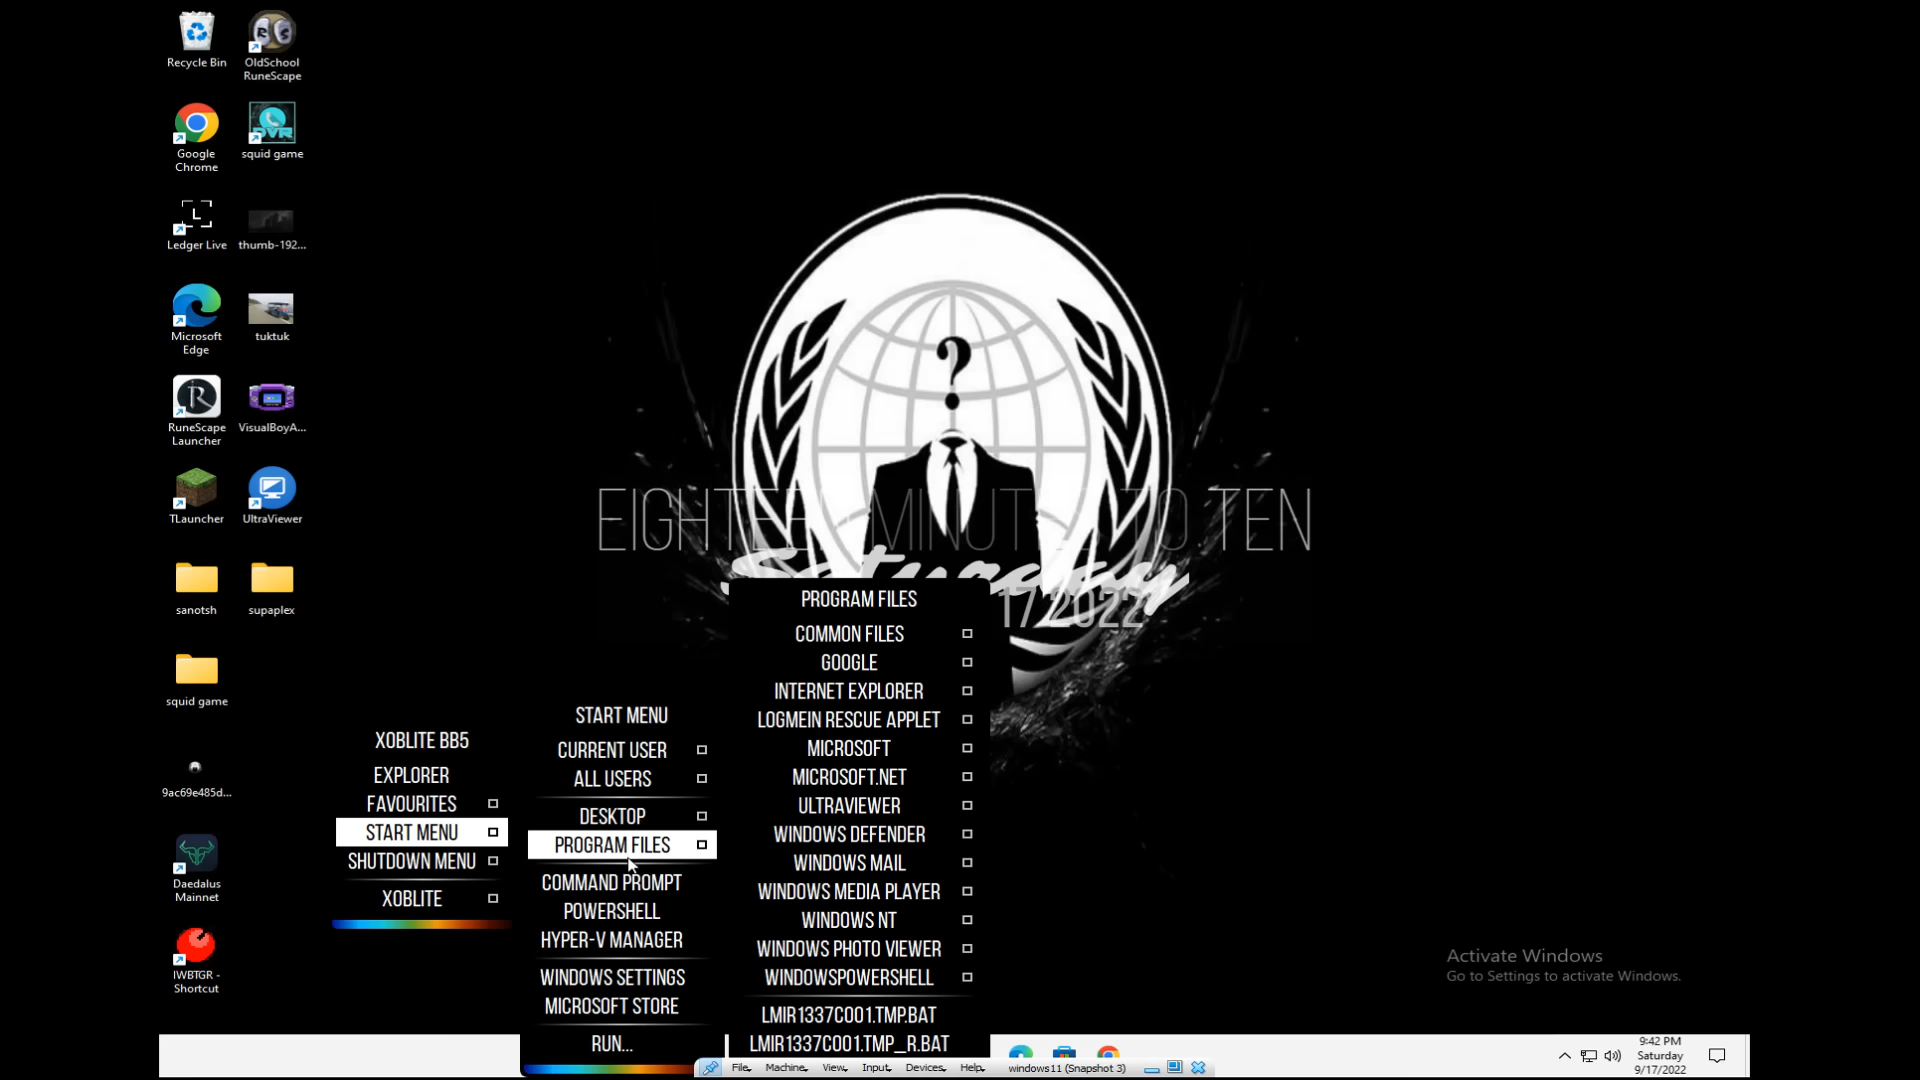 Recycle Bin
OldSchool
RuneScape
Google
Chrome
squid game
Ledger Live
thumb-192...
Microsoft
Edge
tuktuk
RuneScape
Launcher
VisualBoyA...
TLauncher
UltraViewer
sanotsh
supaplex
squid game
9ac69e485d...
Daedalus
Mainnet
IWBTGR -
Shortcut
?
EIGHTEEN MINUTES TO TEN
Saturday
17 2022
XOBLITE BB5
EXPLORER
FAVOURITES
START MENU
SHUTDOWN MENU
XOBLITE
START MENU
CURRENT USER
ALL USERS
DESKTOP
PROGRAM FILES
COMMAND PROMPT
POWERSHELL
HYPER-V MANAGER
WINDOWS SETTINGS
MICROSOFT STORE
RUN...
PROGRAM FILES
COMMON FILES
GOOGLE
INTERNET EXPLORER
LOGMEIN RESCUE APPLET
MICROSOFT
MICROSOFT.NET
ULTRAVIEWER
WINDOWS DEFENDER
WINDOWS MAIL
WINDOWS MEDIA PLAYER
WINDOWS NT
WINDOWS PHOTO VIEWER
WINDOWSPOWERSHELL
LMIR1337C001.TMP.BAT
LMIR1337C001.TMP_R.BAT
Activate Windows
Go to Settings to activate Windows.
9:42 PM
Saturday
9/17/2022
File Machine View Input Devices Help windows11 (Snapshot 3)